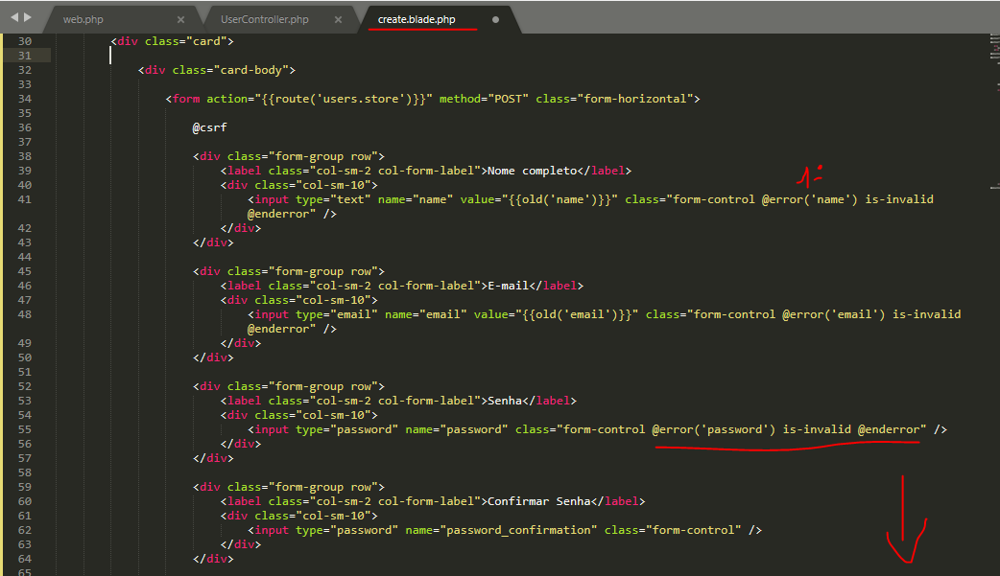 web.php × UserController.php × create.blade.php
30 <div class="card">
31
32 <div class="card-body">
33
34 <form action="{{route('users.store')}}" method="POST" class="form-horizontal">
35
36 @csrf
37
38 <div class="form-group row">
39 <label class="col-sm-2 col-form-label">Nome completo</label>
40 <div class="col-sm-10">
41 <input type="text" name="name" value="{{old('name')}}" class="form-control @error('name') is-invalid
@enderror" />
42 </div>
43 </div>
44
45 <div class="form-group row">
46 <label class="col-sm-2 col-form-label">E-mail</label>
47 <div class="col-sm-10">
48 <input type="email" name="email" value="{{old('email')}}" class="form-control @error('email') is-invalid
@enderror" />
49 </div>
50 </div>
51
52 <div class="form-group row">
53 <label class="col-sm-2 col-form-label">Senha</label>
54 <div class="col-sm-10">
55 <input type="password" name="password" class="form-control @error('password') is-invalid @enderror" />
56 </div>
57 </div>
58
59 <div class="form-group row">
60 <label class="col-sm-2 col-form-label">Confirmar Senha</label>
61 <div class="col-sm-10">
62 <input type="password" name="password_confirmation" class="form-control" />
63 </div>
64 </div>
65